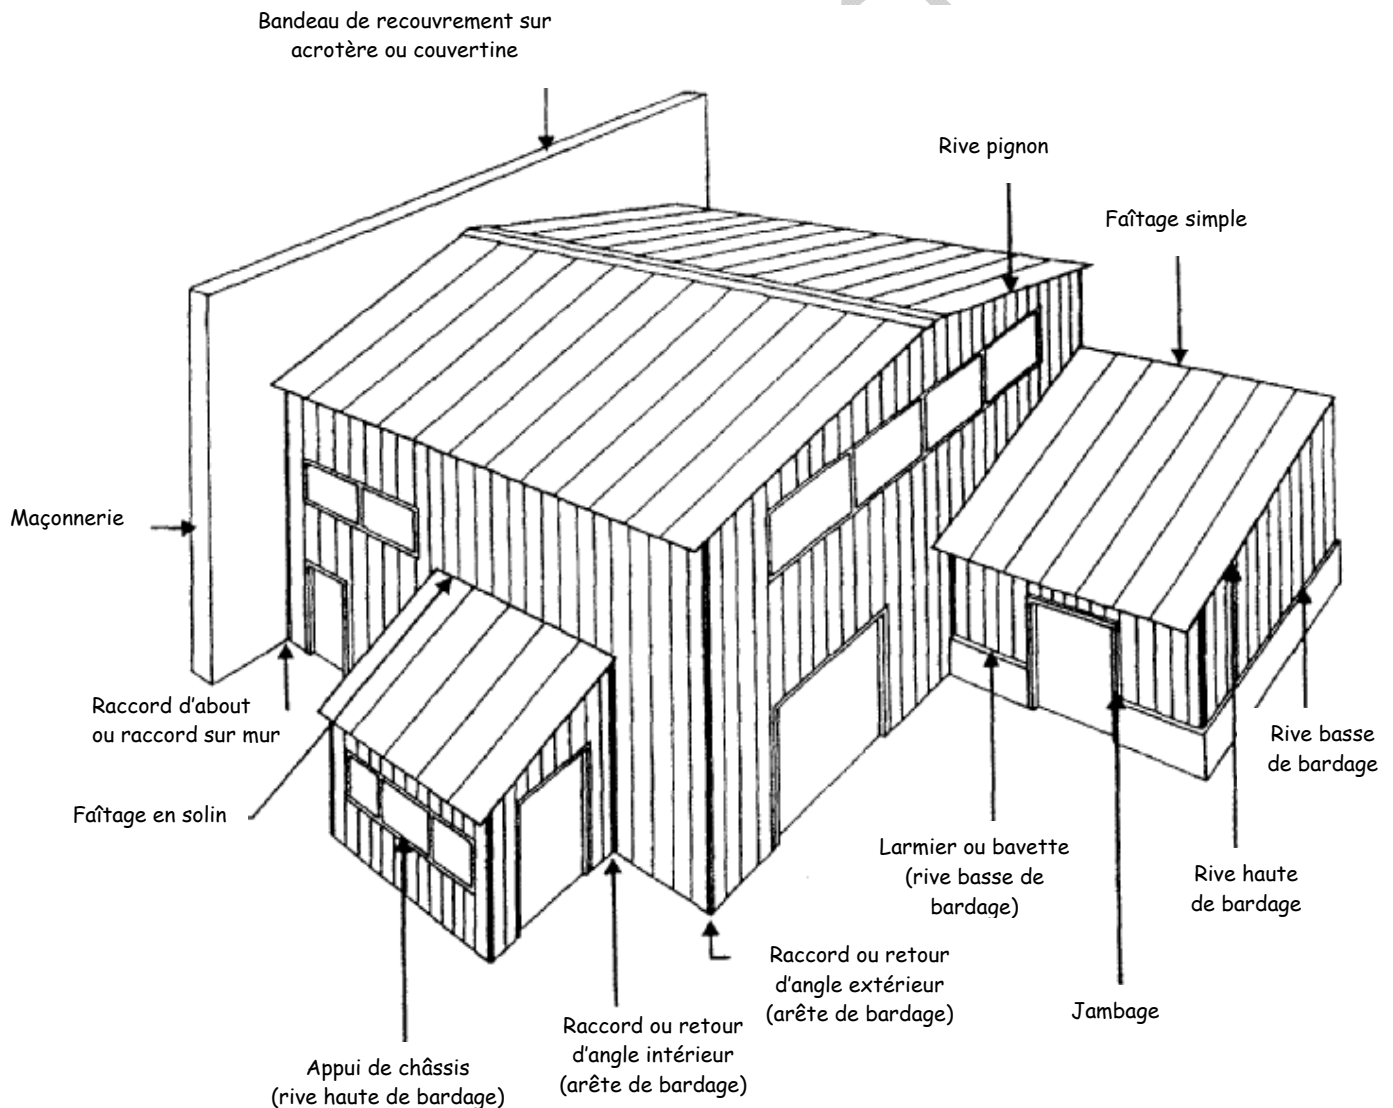 Bandeau de recouvrement sur
acrotère ou couvertine
Rive pignon
Faîtage simple
Maçonnerie
Raccord d'about
ou raccord sur mur
Faîtage en solin
Rive basse
de bardage
Larmier ou bavette
(rive basse de
bardage)
Rive haute
de bardage
Raccord ou retour
d'angle extérieur
(arête de bardage)
Jambage
Raccord ou retour
d'angle intérieur
(arête de bardage)
Appui de châssis
(rive haute de bardage)